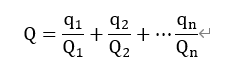 Q = q₁/Q₁ + q₂/Q₂ + ⋯ qₙ/Qₙ ↵